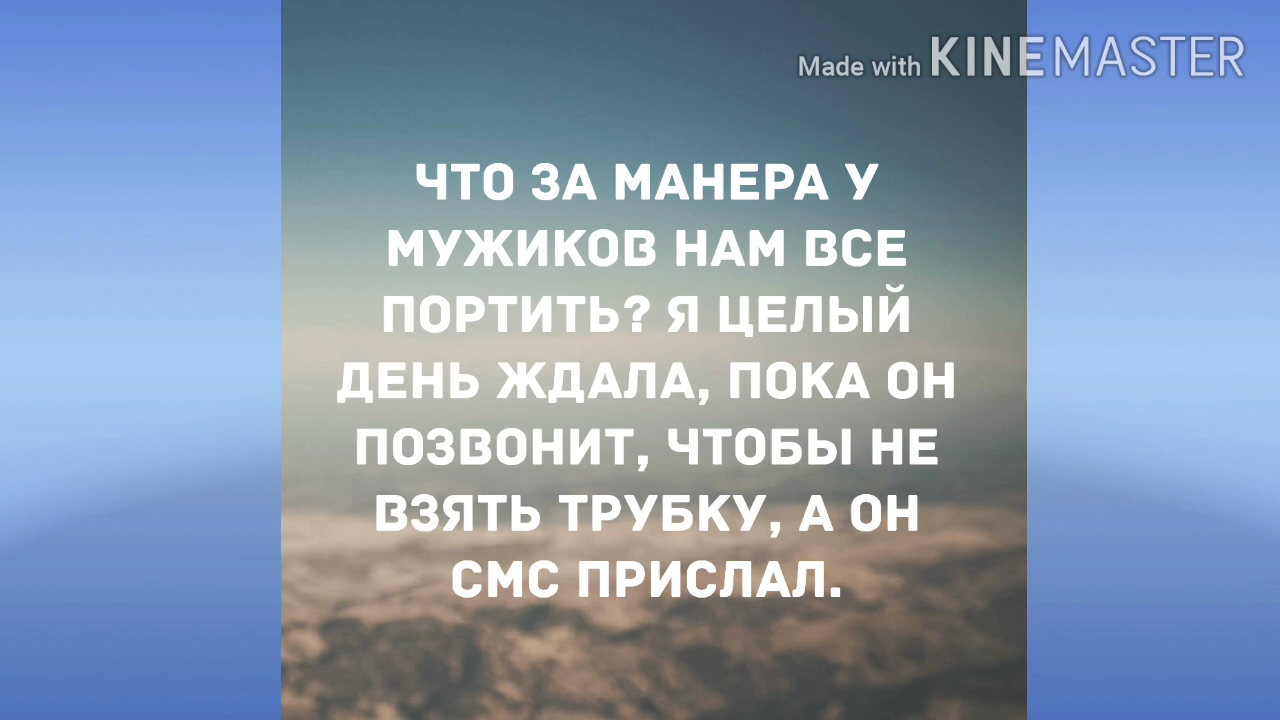 Made with KINEMASTER
ЧТО ЗА МАНЕРА У
МУЖИКОВ НАМ ВСЕ
ПОРТИТЬ? Я ЦЕЛЫЙ
ДЕНЬ ЖДАЛА, ПОКА ОН
ПОЗВОНИТ, ЧТОБЫ НЕ
ВЗЯТЬ ТРУБКУ, А ОН
СМС ПРИСЛАЛ.